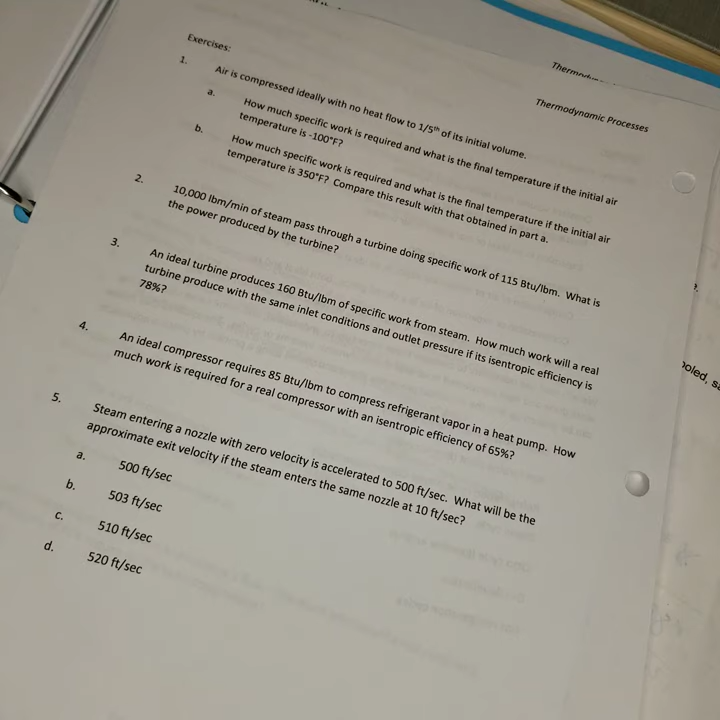 Thermodynamic Processes
Exercises:
1. Air is compressed ideally with no heat flow to 1/5th of its initial volume.
a. How much specific work is required and what is the final temperature if the initial air
temperature is -100°F?
b. How much specific work is required and what is the final temperature if the initial air
temperature is 350°F? Compare this result with that obtained in part a.
2. 10,000 lbm/min of steam pass through a turbine doing specific work of 115 Btu/lbm. What is
the power produced by the turbine?
3. An ideal turbine produces 160 Btu/lbm of specific work from steam. How much work will a real
turbine produce with the same inlet conditions and outlet pressure if its isentropic efficiency is
78%?
4. An ideal compressor requires 85 Btu/lbm to compress refrigerant vapor in a heat pump. How
much work is required for a real compressor with an isentropic efficiency of 65%?
5. Steam entering a nozzle with zero velocity is accelerated to 500 ft/sec. What will be the
approximate exit velocity if the steam enters the same nozzle at 10 ft/sec?
a. 500 ft/sec
b. 503 ft/sec
c. 510 ft/sec
d. 520 ft/sec